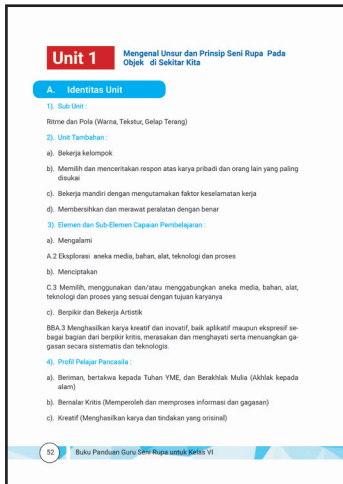 Unit 1
Mengenal Unsur dan Prinsip Seni Rupa Pada
Objek di Sekitar Kita
A. Identitas Unit
1). Sub Unit :
Ritme dan Pola (Warna, Tekstur, Gelap Terang)
2). Unit Tambahan :
a). Bekerja kelompok
b). Memilih dan menceritakan respon atas karya pribadi dan orang lain yang paling
disukai
c). Bekerja mandiri dengan mengutamakan faktor keselamatan kerja
d). Membersihkan dan merawat peralatan dengan benar
3). Elemen dan Sub-Elemen Capaian Pembelajaran :
a). Mengalami
A.2 Eksplorasi aneka media, bahan, alat, teknologi dan proses
b). Menciptakan
C.3 Memilih, menggunakan dan/atau menggabungkan aneka media, bahan, alat,
teknologi dan proses yang sesuai dengan tujuan karyanya
c). Berpikir dan Bekerja Artistik
BBA.3 Menghasilkan karya kreatif dan inovatif, baik aplikatif maupun ekspresif se-
bagai bagian dari berpikir kritis, merasakan dan menghayati serta menuangkan ga-
gasan secara sistematis dan teknologis.
4). Profil Pelajar Pancasila :
a). Beriman, bertakwa kepada Tuhan YME, dan Berakhlak Mulia (Akhlak kepada
alam)
b). Bernalar Kritis (Memperoleh dan memproses informasi dan gagasan)
c). Kreatif (Menghasilkan karya dan tindakan yang orisinal)
52 Buku Panduan Guru Seni Rupa untuk Kelas VI